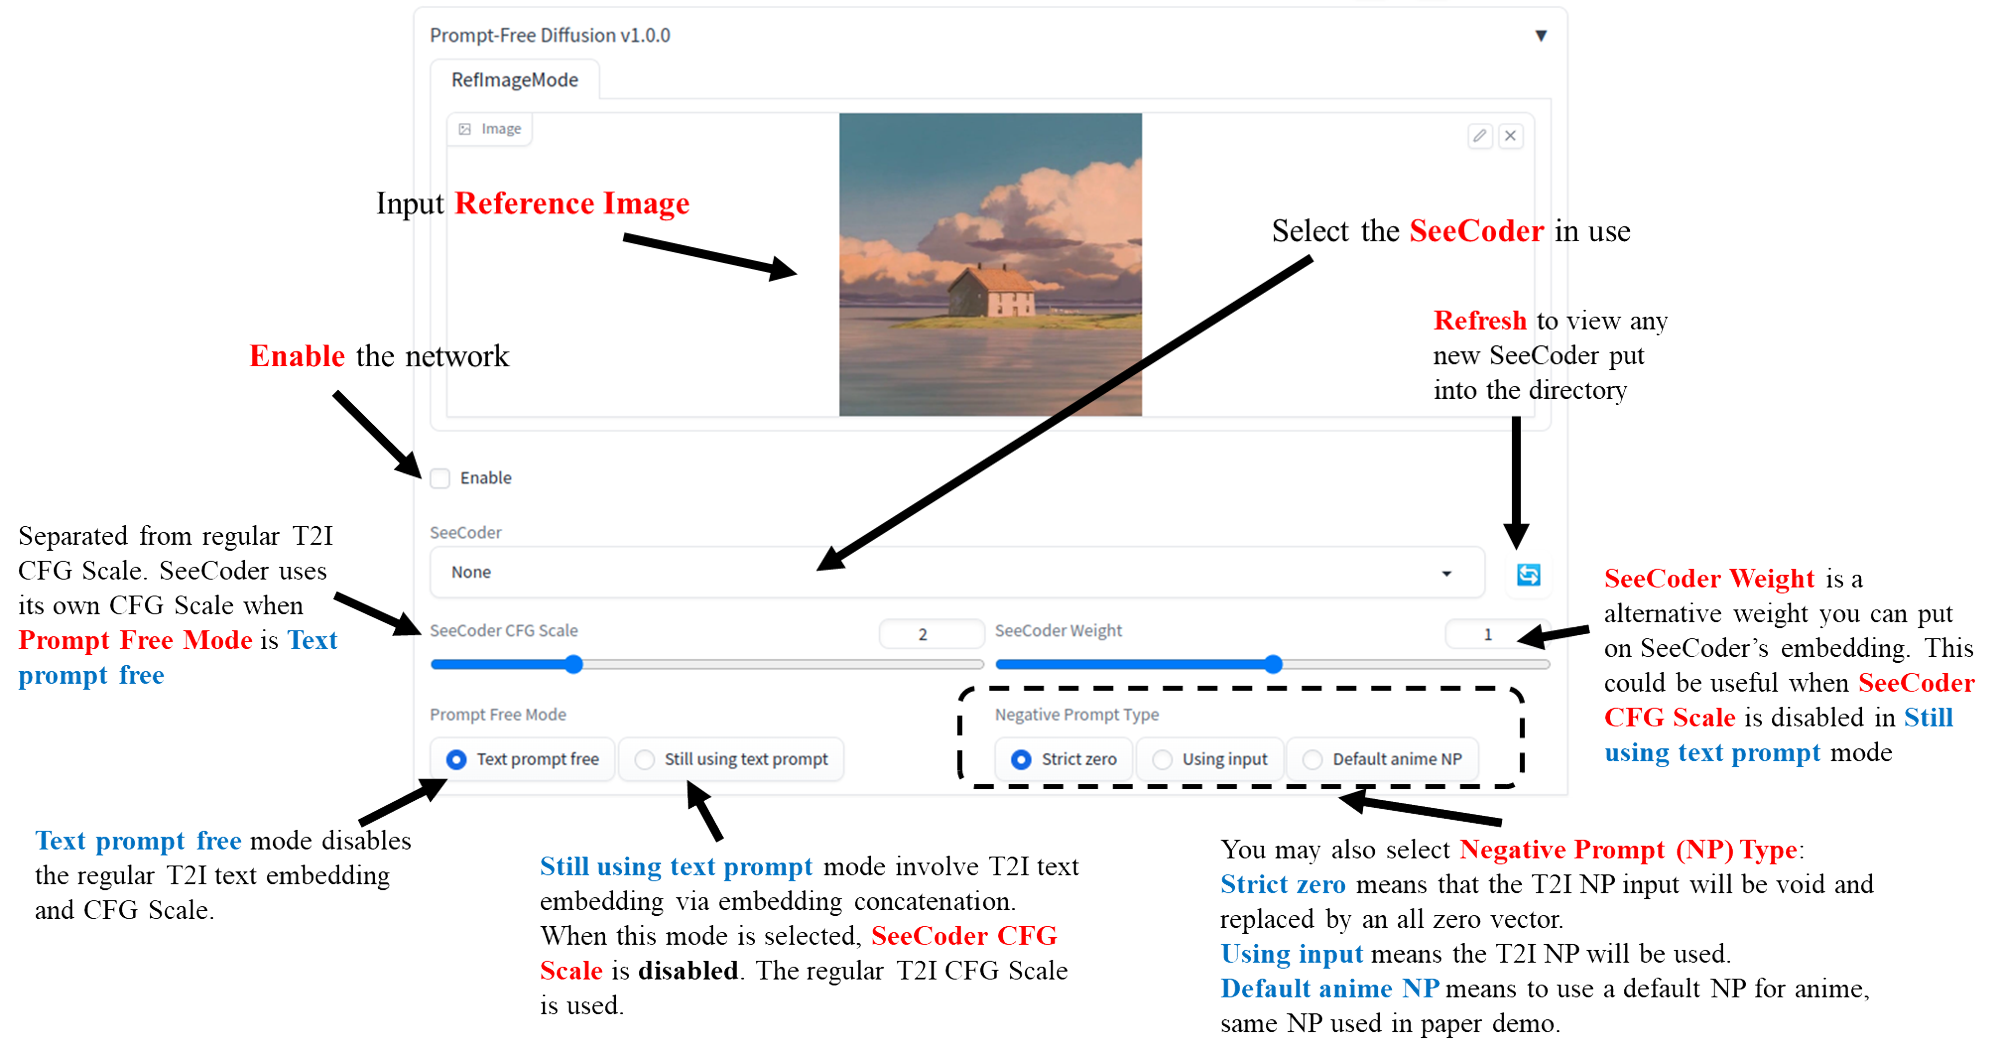 Prompt-Free Diffusion v1.0.0
▼
RefImageMode
Image
Input Reference Image
Select the SeeCoder in use
Refresh to view any
new SeeCoder put
into the directory
Enable the network
Enable
Separated from regular T2I
CFG Scale. SeeCoder uses
its own CFG Scale when
Prompt Free Mode is Text
prompt free
SeeCoder
None
SeeCoder CFG Scale
2
SeeCoder Weight
1
SeeCoder Weight is a
alternative weight you can put
on SeeCoder’s embedding. This
could be useful when SeeCoder
CFG Scale is disabled in Still
using text prompt mode
Prompt Free Mode
Text prompt free
Still using text prompt
Negative Prompt Type
Strict zero
Using input
Default anime NP
Text prompt free mode disables
the regular T2I text embedding
and CFG Scale.
Still using text prompt mode involve T2I text
embedding via embedding concatenation.
When this mode is selected, SeeCoder CFG
Scale is disabled. The regular T2I CFG Scale
is used.
You may also select Negative Prompt (NP) Type:
Strict zero means that the T2I NP input will be void and
replaced by an all zero vector.
Using input means the T2I NP will be used.
Default anime NP means to use a default NP for anime,
same NP used in paper demo.